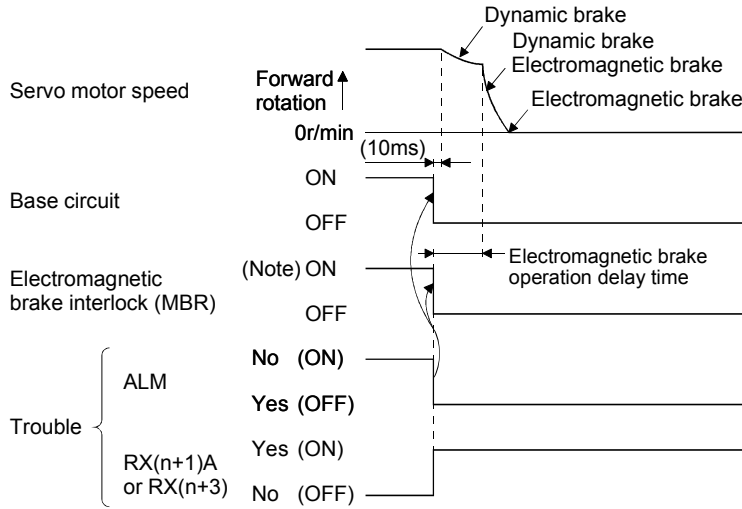 Dynamic brake
Dynamic brake
Electromagnetic brake
Servo motor speed
Forward
rotation
Electromagnetic brake
0r/min
(10ms)
ON
Base circuit
OFF
Electromagnetic brake
operation delay time
Electromagnetic
brake interlock (MBR)
(Note) ON
OFF
No (ON)
ALM
Yes (OFF)
Trouble
Yes (ON)
RX(n+1)A
or RX(n+3)
No (OFF)